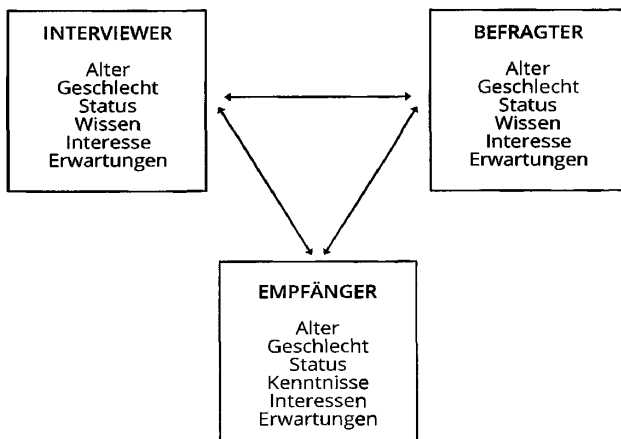 INTERVIEWER
Alter
Geschlecht
Status
Wissen
Interesse
Erwartungen
BEFRAGTER
Alter
Geschlecht
Status
Wissen
Interesse
Erwartungen
EMPFÄNGER
Alter
Geschlecht
Status
Kenntnisse
Interessen
Erwartungen